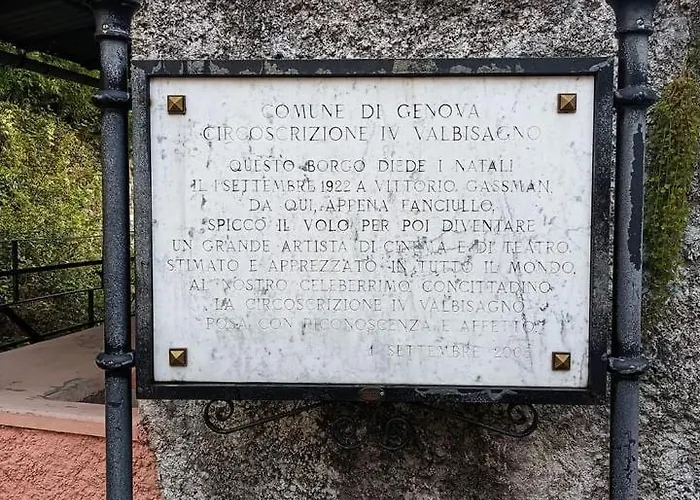 COMUNE DI GENOVA
CIRCOSCRIZIONE IV VALBISAGNO
QUESTO BORGO DIEDE I NATALI
IL 1 SETTEMBRE 1922 A VITTORIO GASSMAN.
DA QUI, APPENA FANCIULLO,
SPICCÒ IL VOLO PER POI DIVENTARE
UN GRANDE ARTISTA DI CINEMA E DI TEATRO,
STIMATO E APPREZZATO IN TUTTO IL MONDO.
AL NOSTRO CELEBERRIMO CONCITTADINO
LA CIRCOSCRIZIONE IV VALBISAGNO
POSA CON RICONOSCENZA E AFFETTO
1 SETTEMBRE